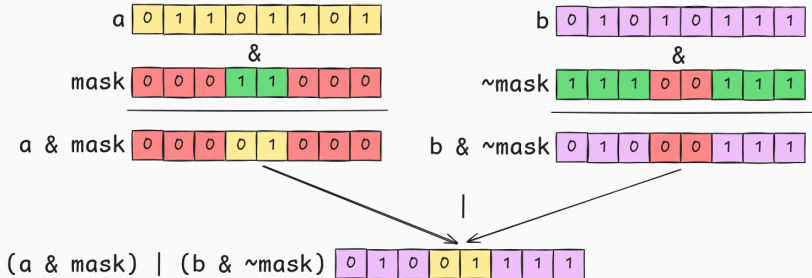 a 0 1 1 0 1 1 0 1
&
mask 0 0 0 1 1 0 0 0
a & mask 0 0 0 0 1 0 0 0
b 0 1 0 1 0 1 1 1
&
~mask 1 1 1 0 0 1 1 1
b & ~mask 0 1 0 0 0 1 1 1
|
(a & mask) | (b & ~mask) 0 1 0 0 1 1 1 1